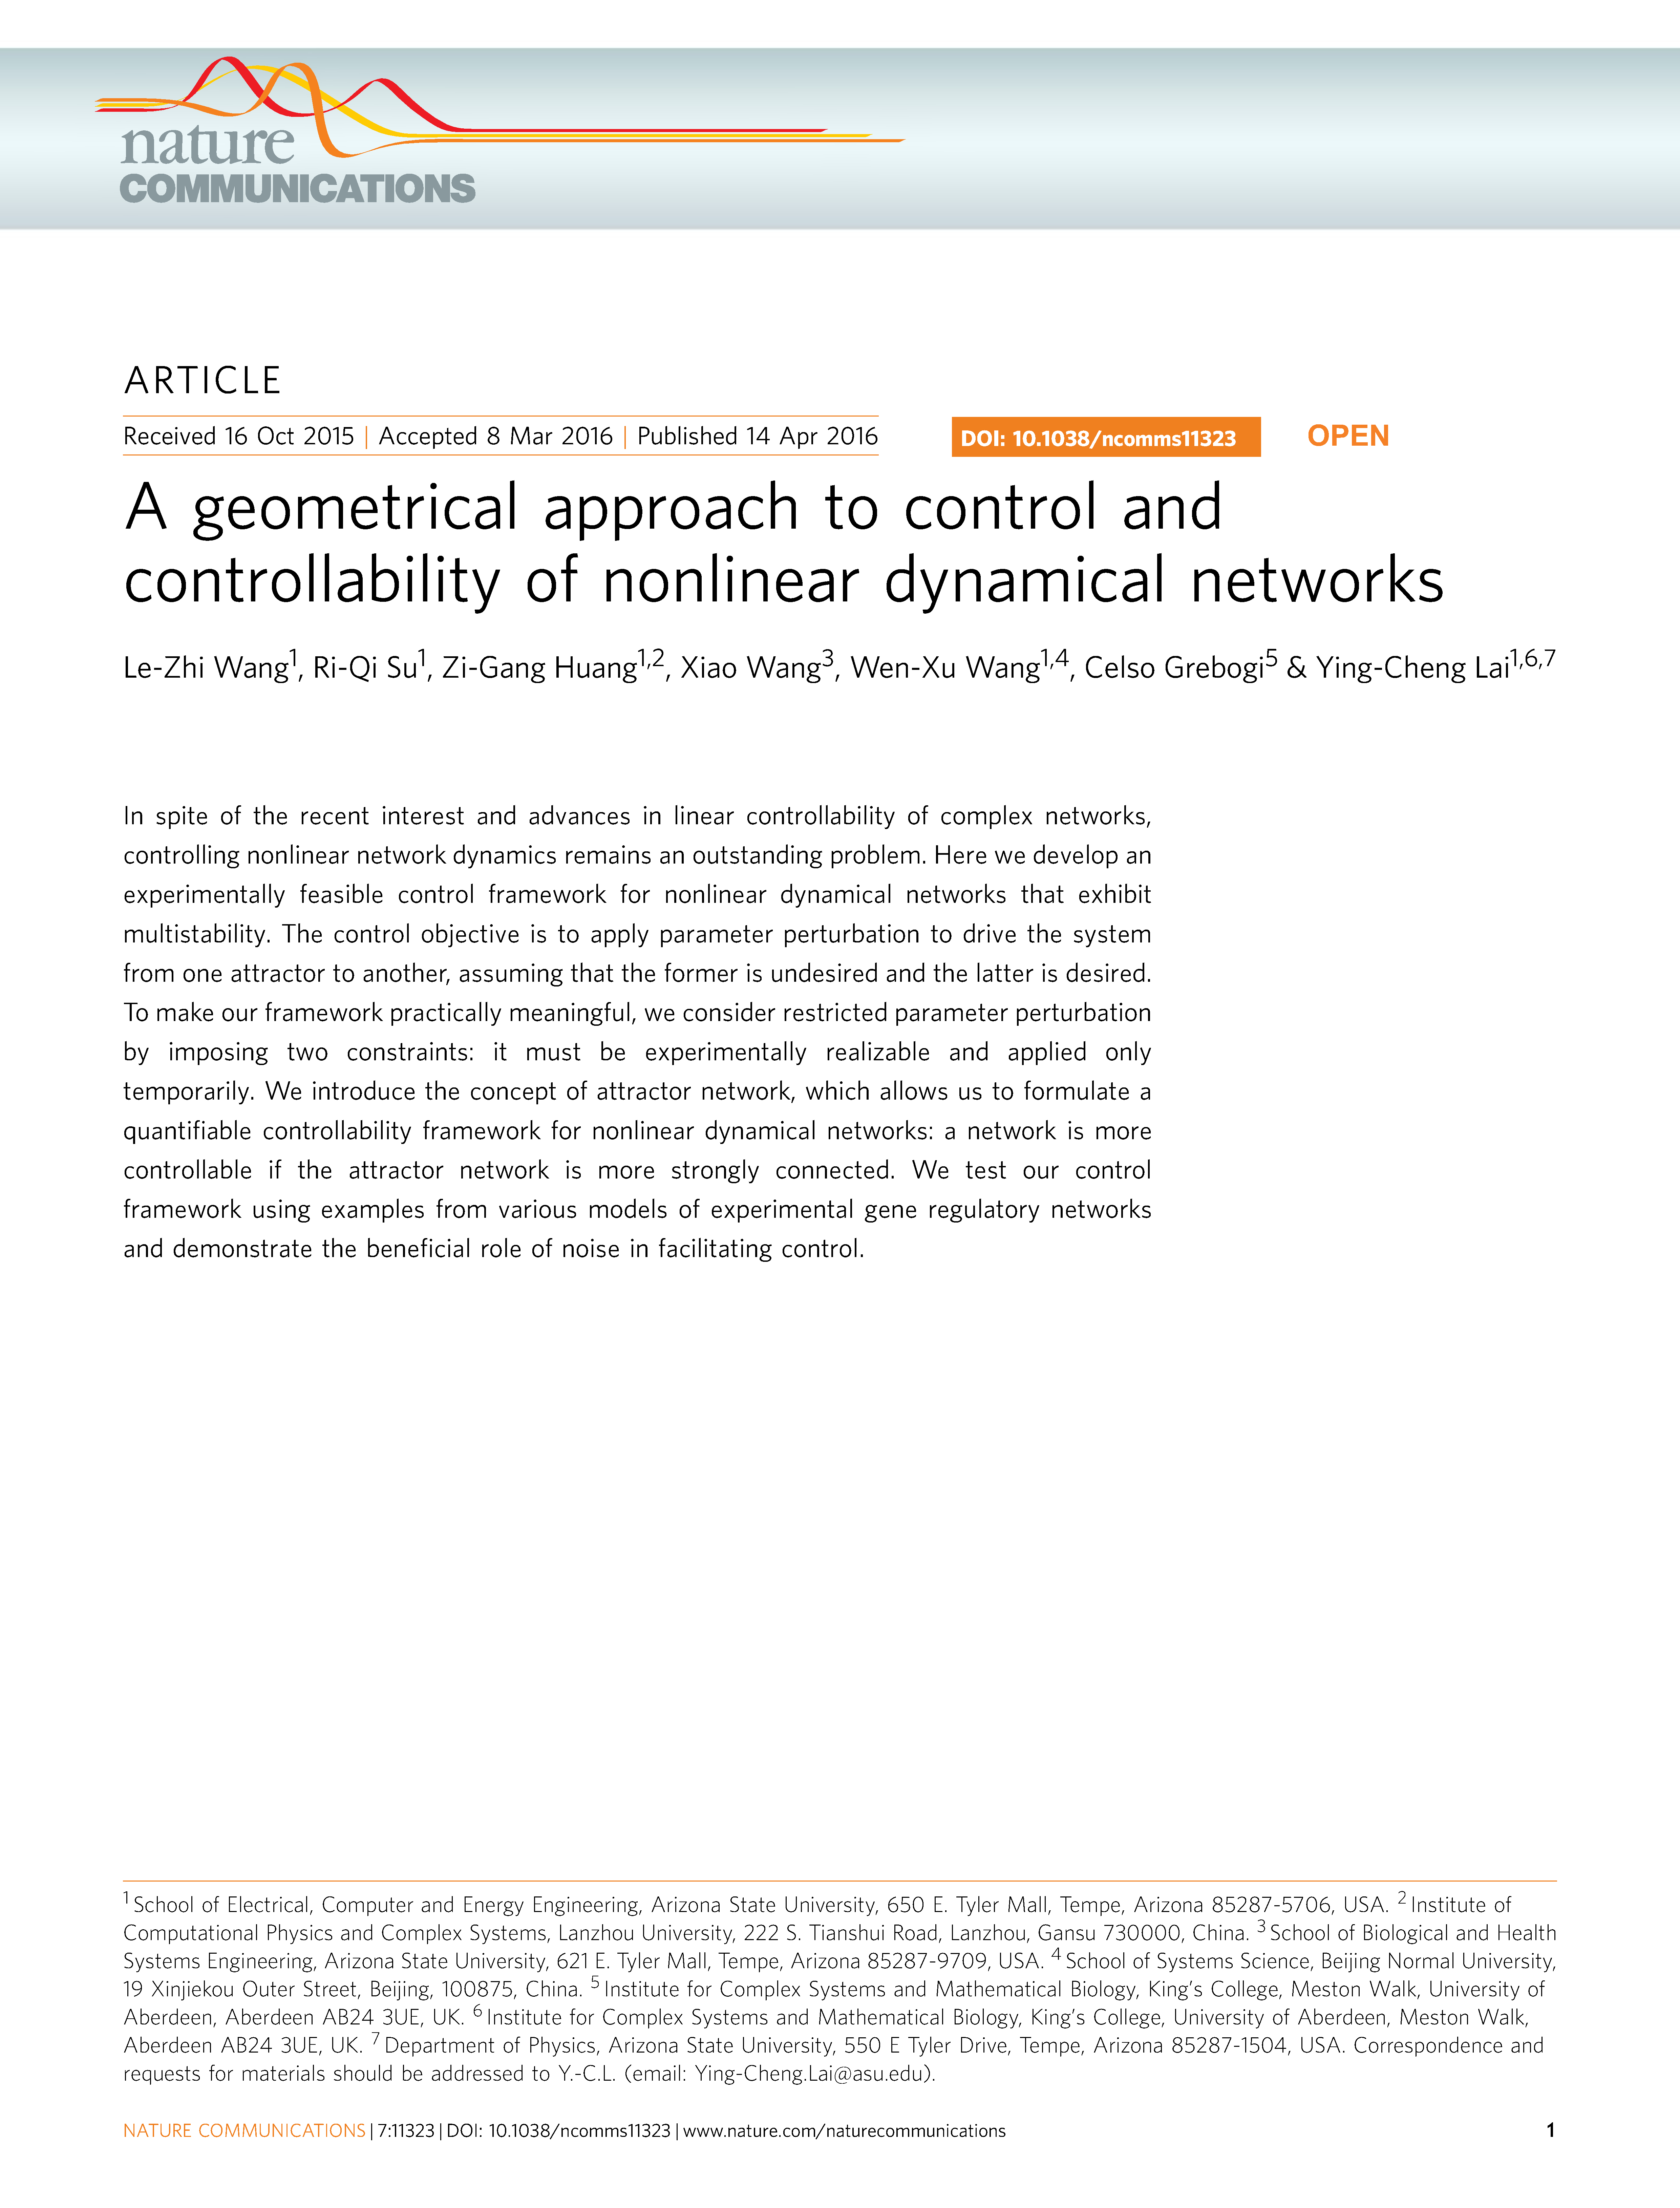 nature
COMMUNICATIONS
ARTICLE
Received 16 Oct 2015 | Accepted 8 Mar 2016 | Published 14 Apr 2016
DOI: 10.1038/ncomms11323
OPEN
A geometrical approach to control and
controllability of nonlinear dynamical networks
Le-Zhi Wang1, Ri-Qi Su1, Zi-Gang Huang1,2, Xiao Wang3, Wen-Xu Wang1,4, Celso Grebogi5 & Ying-Cheng Lai1,6,7
In spite of the recent interest and advances in linear controllability of complex networks,
controlling nonlinear network dynamics remains an outstanding problem. Here we develop an
experimentally feasible control framework for nonlinear dynamical networks that exhibit
multistability. The control objective is to apply parameter perturbation to drive the system
from one attractor to another, assuming that the former is undesired and the latter is desired.
To make our framework practically meaningful, we consider restricted parameter perturbation
by imposing two constraints: it must be experimentally realizable and applied only
temporarily. We introduce the concept of attractor network, which allows us to formulate a
quantifiable controllability framework for nonlinear dynamical networks: a network is more
controllable if the attractor network is more strongly connected. We test our control
framework using examples from various models of experimental gene regulatory networks
and demonstrate the beneficial role of noise in facilitating control.
1 School of Electrical, Computer and Energy Engineering, Arizona State University, 650 E. Tyler Mall, Tempe, Arizona 85287-5706, USA. 2 Institute of
Computational Physics and Complex Systems, Lanzhou University, 222 S. Tianshui Road, Lanzhou, Gansu 730000, China. 3 School of Biological and Health
Systems Engineering, Arizona State University, 621 E. Tyler Mall, Tempe, Arizona 85287-9709, USA. 4 School of Systems Science, Beijing Normal University,
19 Xinjiekou Outer Street, Beijing, 100875, China. 5 Institute for Complex Systems and Mathematical Biology, King's College, Meston Walk, University of
Aberdeen, Aberdeen AB24 3UE, UK. 6 Institute for Complex Systems and Mathematical Biology, King's College, University of Aberdeen, Meston Walk,
Aberdeen AB24 3UE, UK. 7 Department of Physics, Arizona State University, 550 E Tyler Drive, Tempe, Arizona 85287-1504, USA. Correspondence and
requests for materials should be addressed to Y.-C.L. (email: Ying-Cheng.Lai@asu.edu).
NATURE COMMUNICATIONS | 7:11323 | DOI: 10.1038/ncomms11323 | www.nature.com/naturecommunications
1